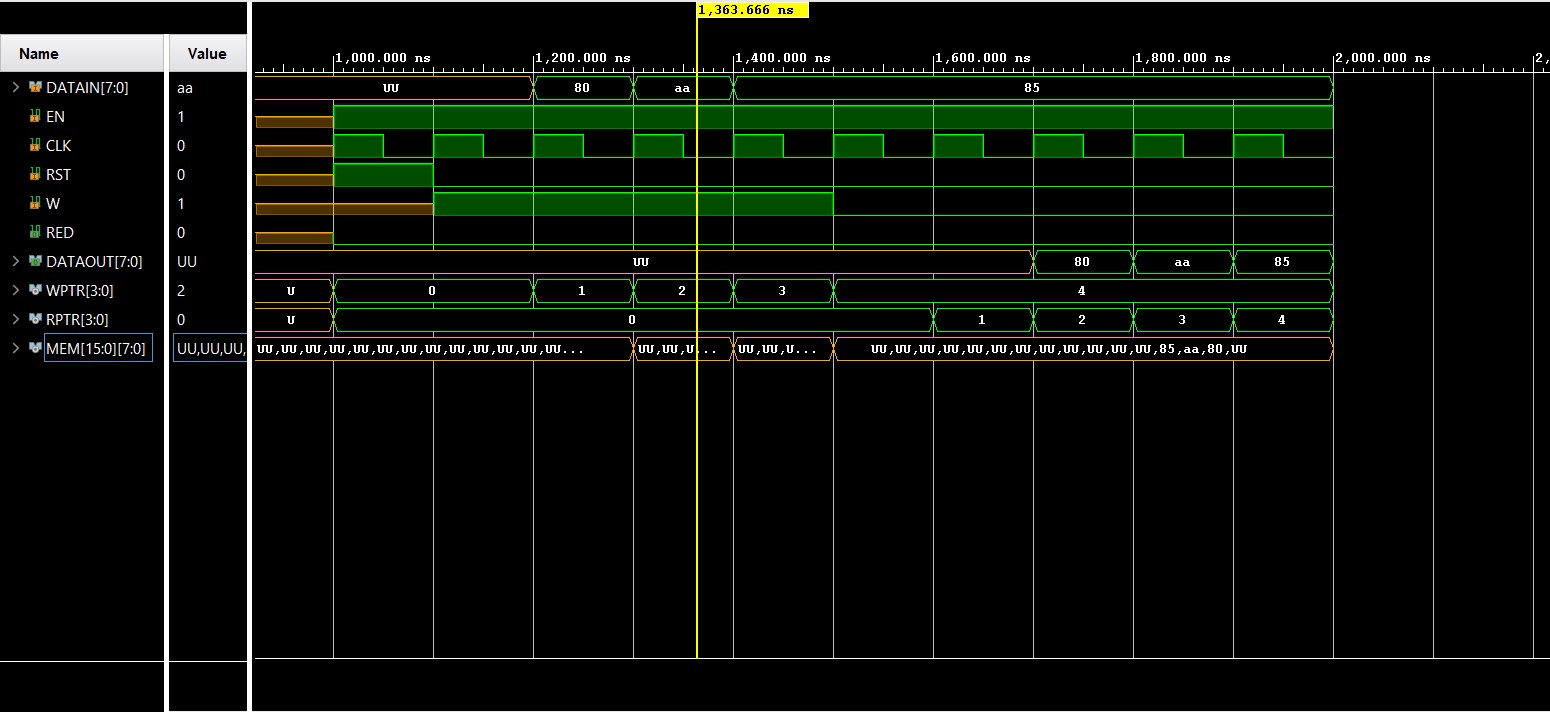 1,363.666 ns
Name Value
1,000.000 ns 1,200.000 ns 1,400.000 ns 1,600.000 ns 1,800.000 ns 2,000.000 ns 2,
DATAIN[7:0] aa UU 80 aa 85
EN 1
CLK 0
RST 0
W 1
RED 0
DATAOUT[7:0] UU UU 80 aa 85
WPTR[3:0] 2 U 0 1 2 3 4
RPTR[3:0] 0 U 0 1 2 3 4
MEM[15:0][7:0] UU,UU,UU, UU,UU,UU,UU,UU,UU,UU,UU,UU,UU,UU,UU,UU... UU,UU,U... UU,UU,U... UU,UU,UU,UU,UU,UU,UU,UU,UU,UU,UU,UU,85,aa,80,UU